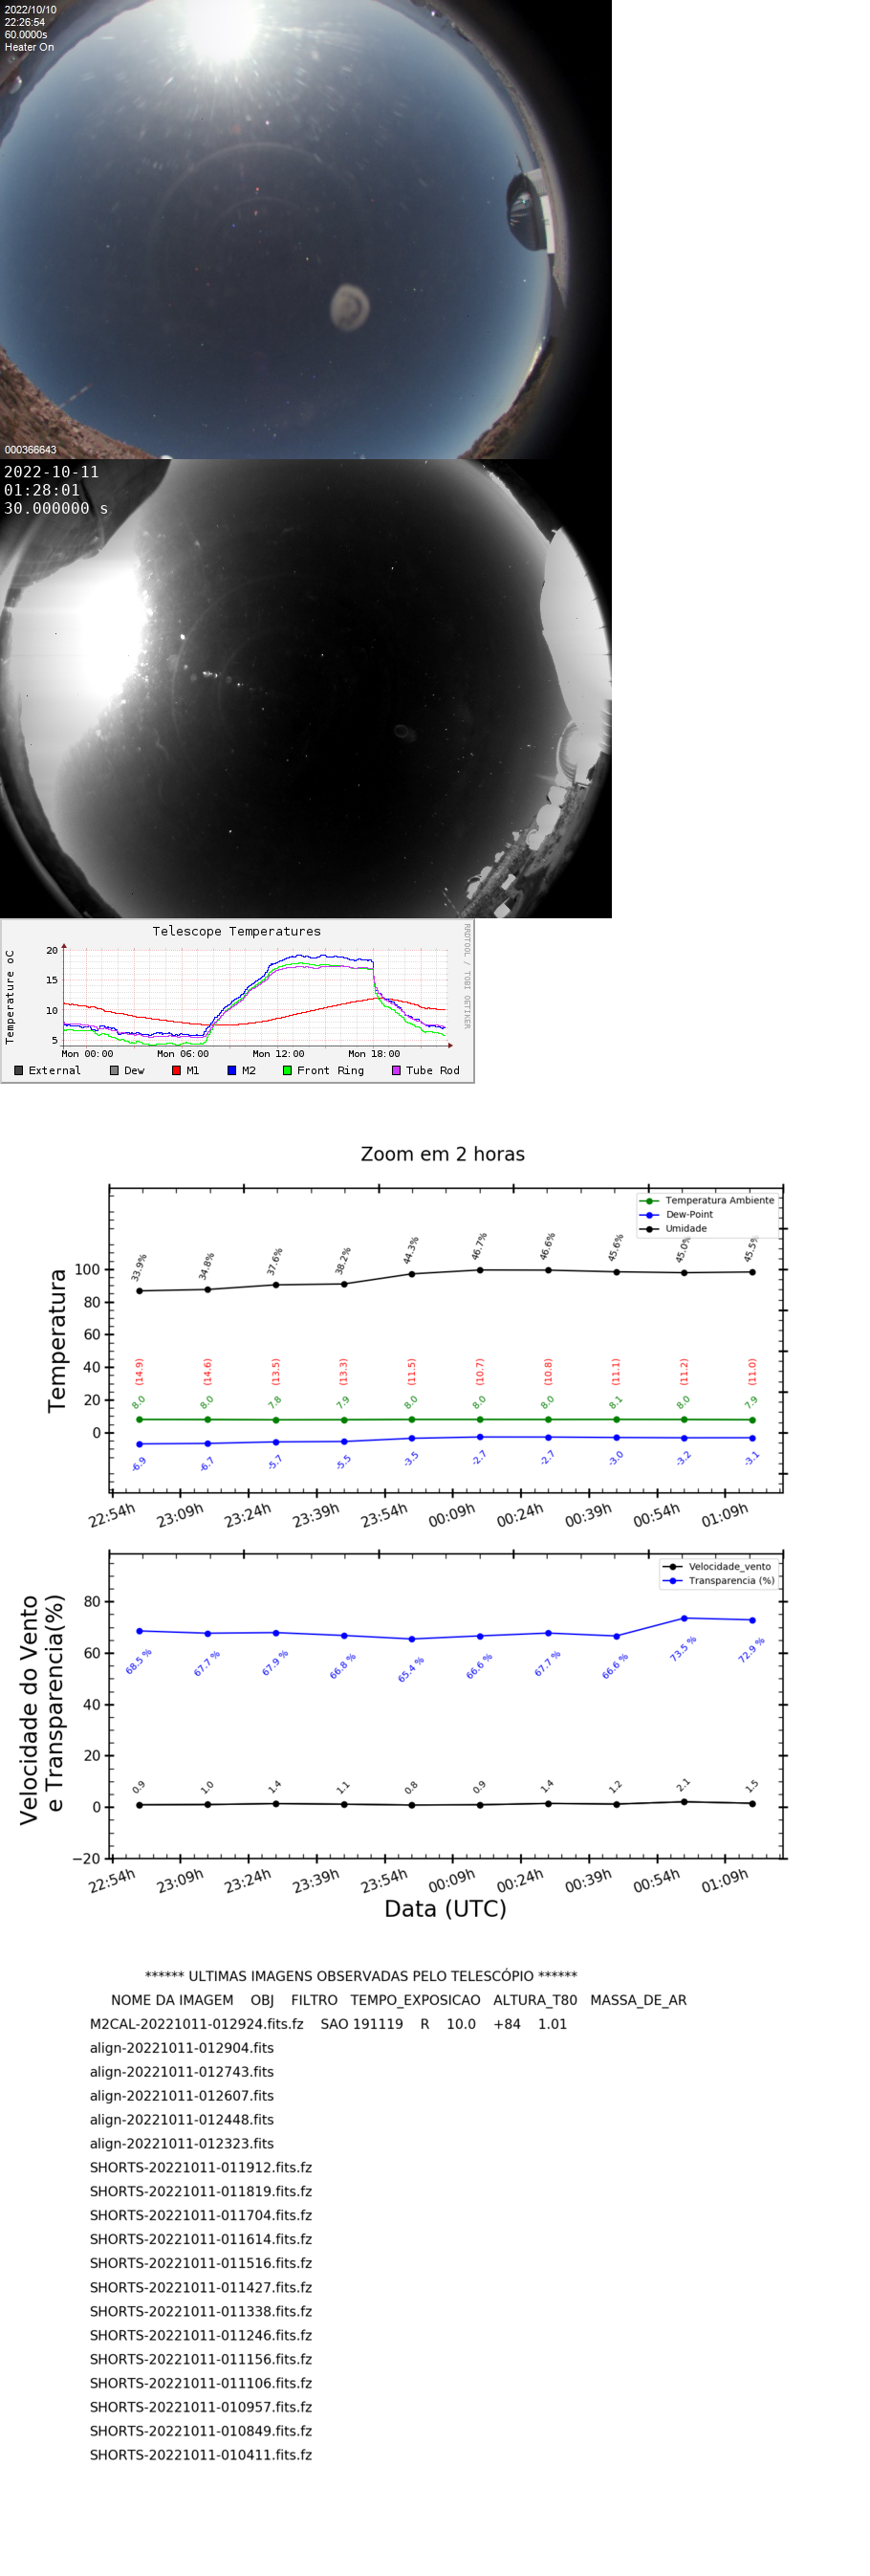 2022/10/10
22:26:54
60.0000s
Heater On
000366643
2022-10-11
01:28:01
30.000000 s
Telescope Temperatures
RRDTOOL / TOBI OETIKER
Temperature oC
20
15
10
5
Mon 00:00 Mon 06:00 Mon 12:00 Mon 18:00
External Dew M1 M2 Front Ring Tube Rod
Zoom em 2 horas
Temperatura Ambiente
Dew-Point
Umidade
Temperatura
100
80
60
40
20
0
33.9% 34.8% 37.6% 38.2% 44.3% 46.7% 46.6% 45.6% 45.0% 45.5%
(14.9) (14.6) (13.5) (13.3) (11.5) (10.7) (10.8) (11.1) (11.2) (11.0)
8.0 8.0 7.8 7.9 8.0 8.0 8.0 8.1 8.0 7.9
-6.9 -6.7 -5.7 -5.5 -3.5 -2.7 -2.7 -3.0 -3.2 -3.1
22:54h 23:09h 23:24h 23:39h 23:54h 00:09h 00:24h 00:39h 00:54h 01:09h
Velocidade_vento
Transparencia (%)
Velocidade do Vento
e Transparencia(%)
80
60
40
20
0
−20
68.5 % 67.7 % 67.9 % 66.8 % 65.4 % 66.6 % 67.7 % 66.6 % 73.5 % 72.9 %
0.9 1.0 1.4 1.1 0.8 0.9 1.4 1.2 2.1 1.5
22:54h 23:09h 23:24h 23:39h 23:54h 00:09h 00:24h 00:39h 00:54h 01:09h
Data (UTC)
****** ULTIMAS IMAGENS OBSERVADAS PELO TELESCÓPIO ******
NOME DA IMAGEM OBJ FILTRO TEMPO_EXPOSICAO ALTURA_T80 MASSA_DE_AR
M2CAL-20221011-012924.fits.fz SAO 191119 R 10.0 +84 1.01
align-20221011-012904.fits
align-20221011-012743.fits
align-20221011-012607.fits
align-20221011-012448.fits
align-20221011-012323.fits
SHORTS-20221011-011912.fits.fz
SHORTS-20221011-011819.fits.fz
SHORTS-20221011-011704.fits.fz
SHORTS-20221011-011614.fits.fz
SHORTS-20221011-011516.fits.fz
SHORTS-20221011-011427.fits.fz
SHORTS-20221011-011338.fits.fz
SHORTS-20221011-011246.fits.fz
SHORTS-20221011-011156.fits.fz
SHORTS-20221011-011106.fits.fz
SHORTS-20221011-010957.fits.fz
SHORTS-20221011-010849.fits.fz
SHORTS-20221011-010411.fits.fz